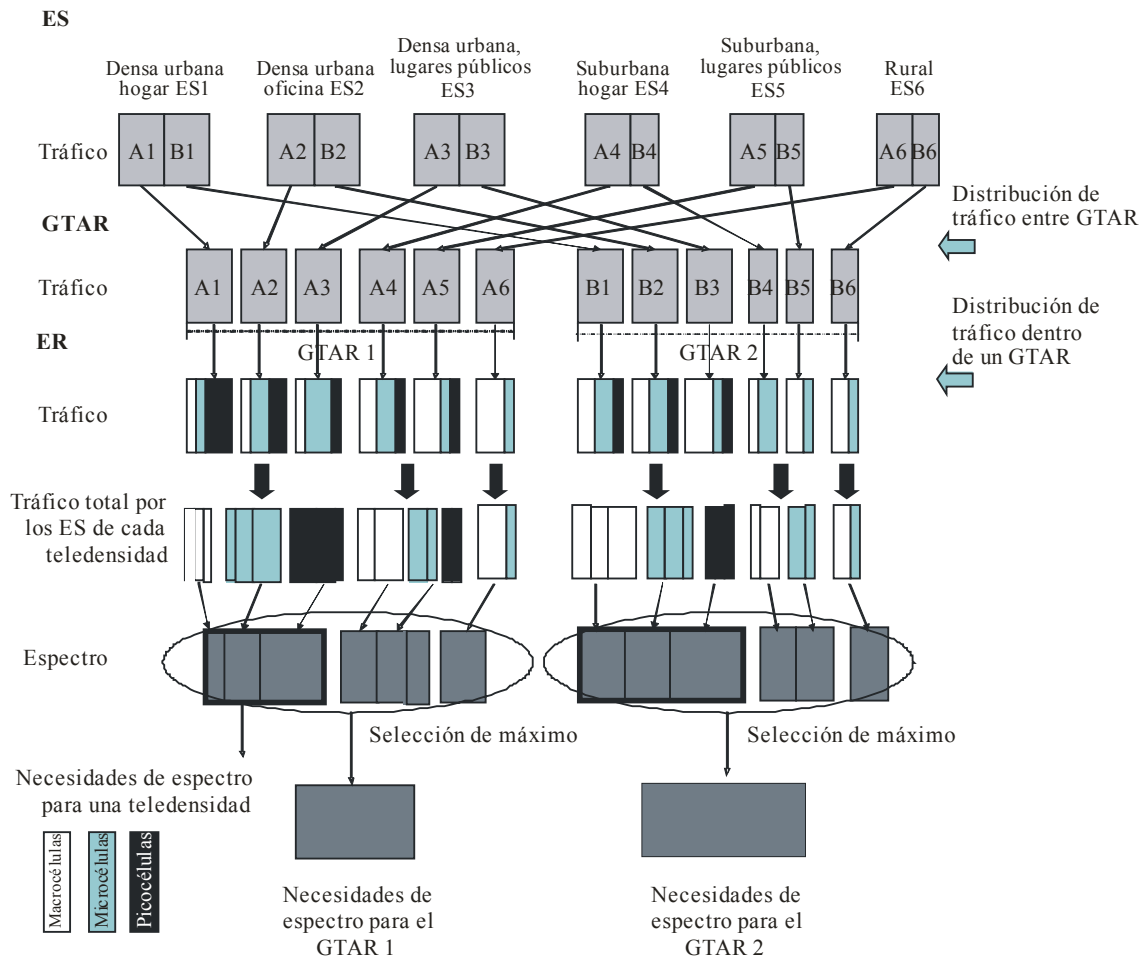 ES
Densa urbana
hogar ES1
Densa urbana
oficina ES2
Densa urbana,
lugares públicos
ES3
Suburbana
hogar ES4
Suburbana,
lugares públicos
ES5
Rural
ES6
Tráfico
A1 B1 A2 B2 A3 B3 A4 B4 A5 B5 A6 B6
Distribución de
tráfico entre GTAR
GTAR
Tráfico
A1 A2 A3 A4 A5 A6 B1 B2 B3 B4 B5 B6
Distribución de
tráfico dentro
de un GTAR
ER
GTAR 1
GTAR 2
Tráfico
Tráfico total por
los ES de cada
teledensidad
Espectro
Selección de máximo
Selección de máximo
Necesidades de espectro
para una teledensidad
Macrocélulas
Microcélulas
Picocélulas
Necesidades de
espectro para el
GTAR 1
Necesidades de
espectro para el
GTAR 2